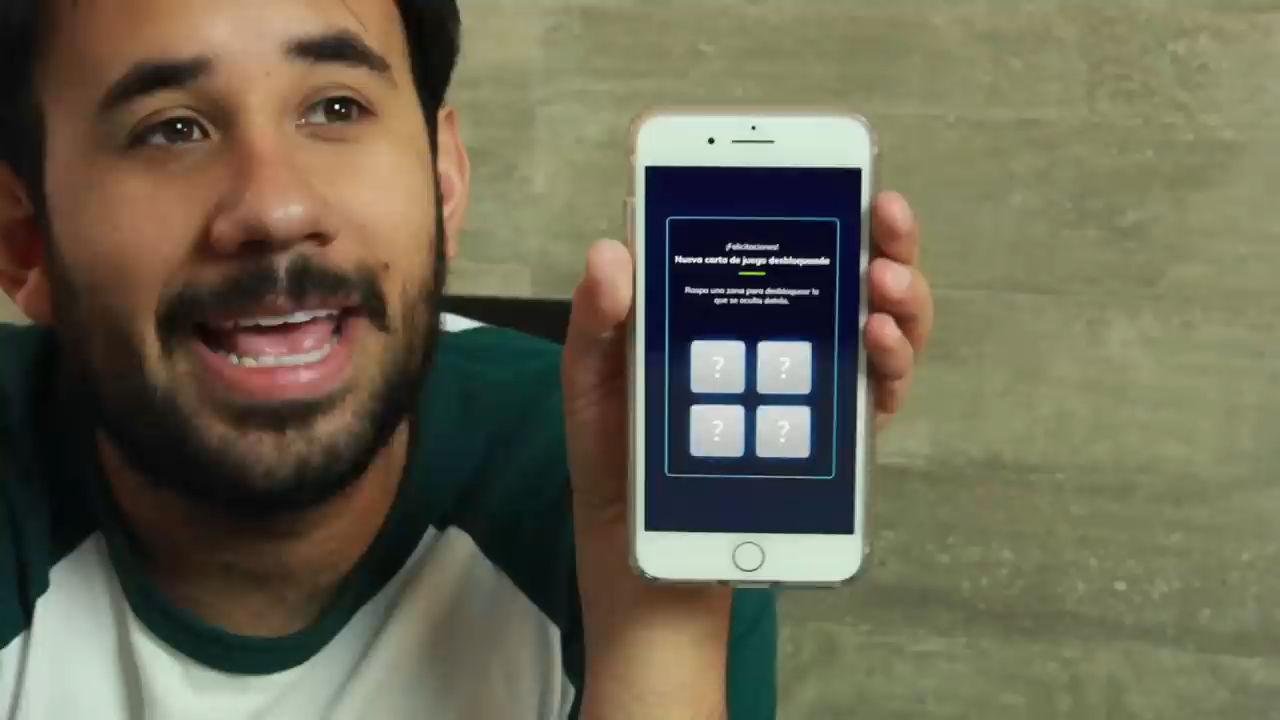 ¡Felicitaciones!
Nueva carta de juego desbloqueada
Raspa una zona para desbloquear lo
que se oculta detrás.
? ?
? ?